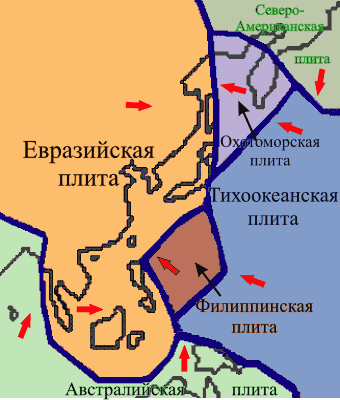 Северо-
Американская
плита
Охотоморская
плита
Евразийская
плита
Тихоокеанская
плита
Филиппинская
плита
Австралийская плита